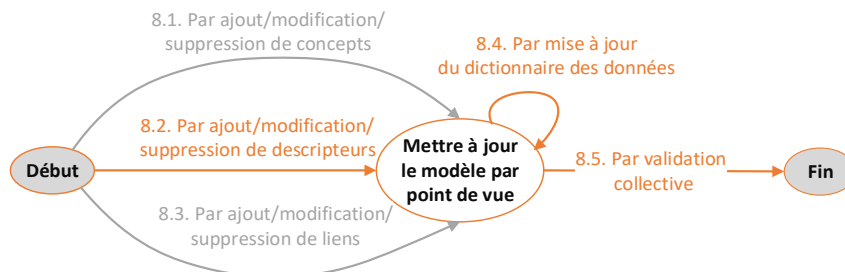 8.1. Par ajout/modification/
suppression de concepts
8.4. Par mise à jour
du dictionnaire des données
8.2. Par ajout/modification/
suppression de descripteurs
Début
Mettre à jour
le modèle par
point de vue
8.5. Par validation
collective
Fin
8.3. Par ajout/modification/
suppression de liens